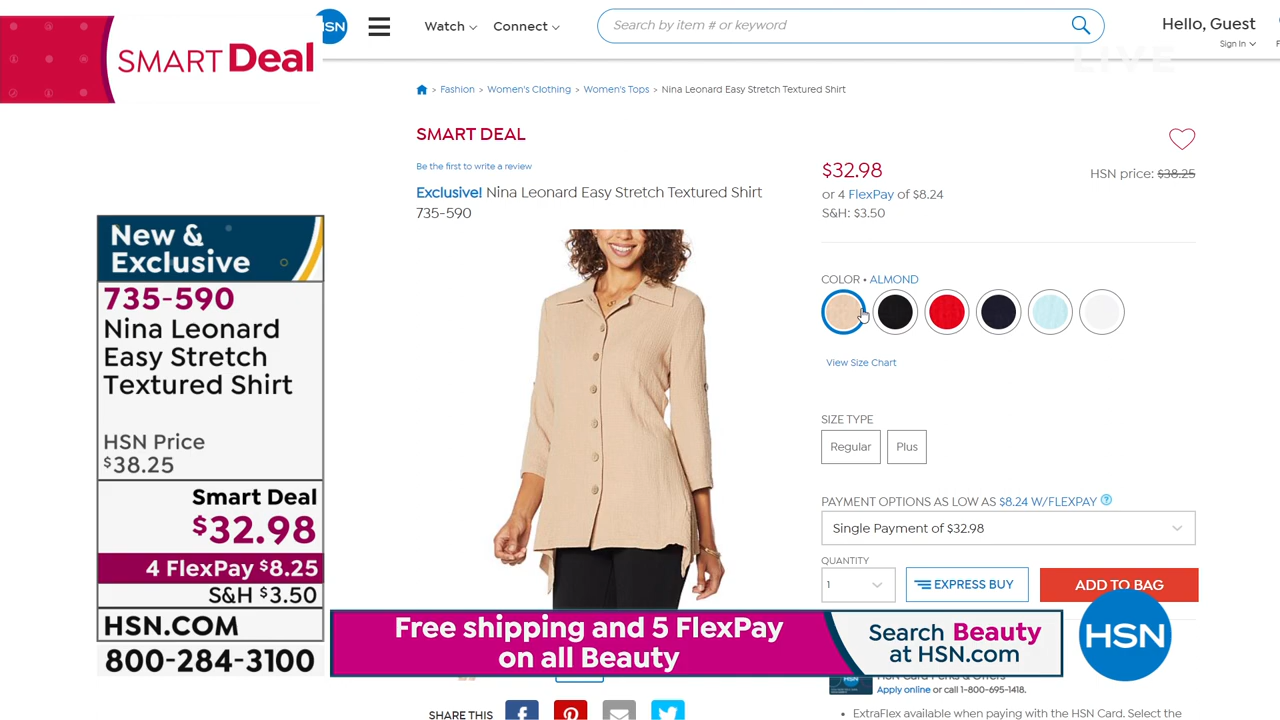 SMART Deal
HSN
Watch
Connect
Search by item # or keyword
Hello, Guest
Sign In
LIVE
Fashion > Women's Clothing > Women's Tops > Nina Leonard Easy Stretch Textured Shirt
SMART DEAL
Be the first to write a review
Exclusive! Nina Leonard Easy Stretch Textured Shirt
735-590
$32.98
HSN price: $38.25
or 4 FlexPay of $8.24
S&H: $3.50
COLOR • ALMOND
View Size Chart
SIZE TYPE
Regular
Plus
PAYMENT OPTIONS AS LOW AS $8.24 W/FLEXPAY ?
Single Payment of $32.98
QUANTITY
1
EXPRESS BUY
ADD TO BAG
New &
Exclusive
735-590
Nina Leonard
Easy Stretch
Textured Shirt
HSN Price
$38.25
Smart Deal
$32.98
4 FlexPay $8.25
S&H $3.50
HSN.COM
800-284-3100
Free shipping and 5 FlexPay
on all Beauty
Search Beauty
at HSN.com
HSN
Apply online or call 1-800-695-1418.
SHARE THIS
• ExtraFlex available when paying with the HSN Card. Select the